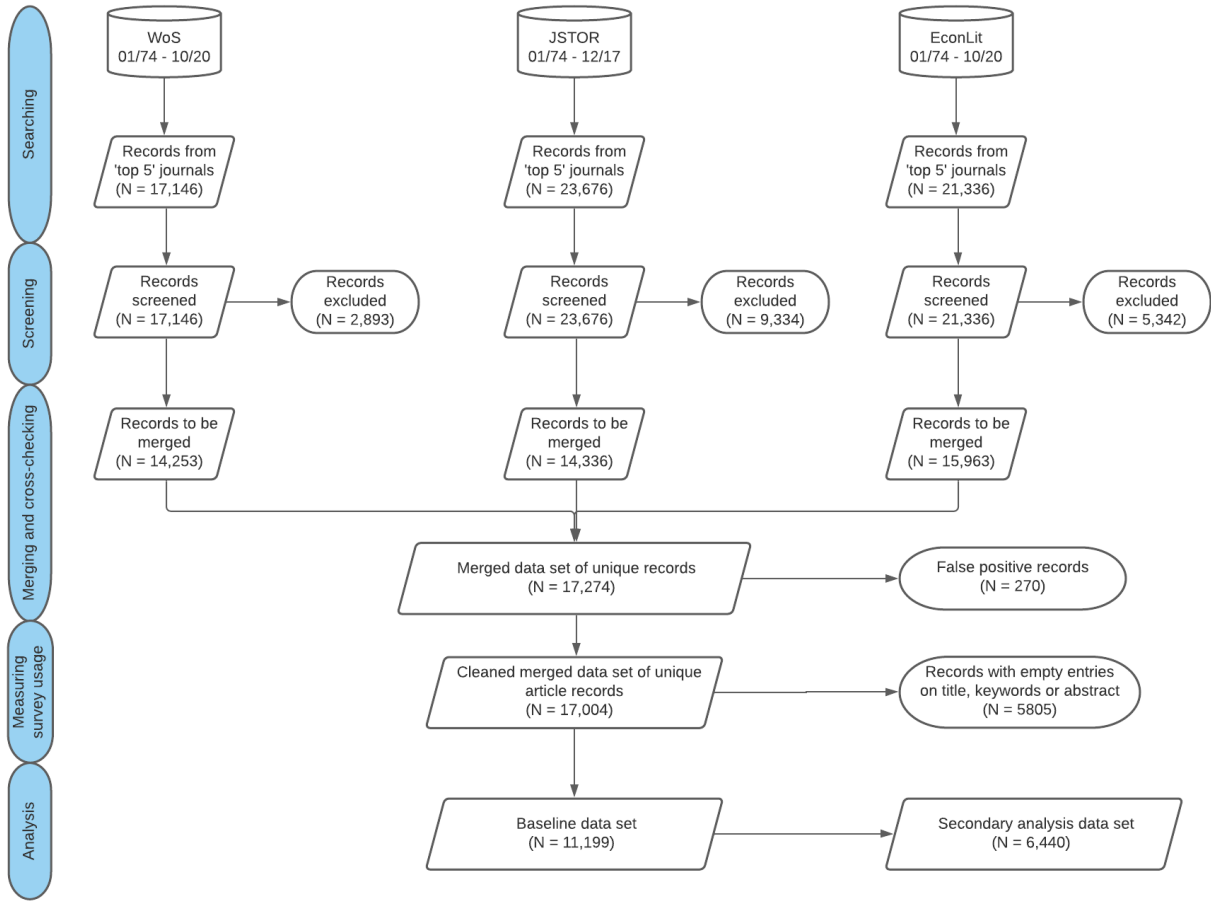 WoS
01/74 - 10/20
JSTOR
01/74 - 12/17
EconLit
01/74 - 10/20
Searching
Records from
'top 5' journals
(N = 17,146)
Records from
'top 5' journals
(N = 23,676)
Records from
'top 5' journals
(N = 21,336)
Screening
Records
screened
(N = 17,146)
Records
excluded
(N = 2,893)
Records
screened
(N = 23,676)
Records
excluded
(N = 9,334)
Records
screened
(N = 21,336)
Records
excluded
(N = 5,342)
Merging and cross-checking
Records to be
merged
(N = 14,253)
Records to be
merged
(N = 14,336)
Records to be
merged
(N = 15,963)
Merged data set of unique records
(N = 17,274)
False positive records
(N = 270)
Measuring
survey usage
Cleaned merged data set of unique
article records
(N = 17,004)
Records with empty entries
on title, keywords or abstract
(N = 5805)
Analysis
Baseline data set
(N = 11,199)
Secondary analysis data set
(N = 6,440)